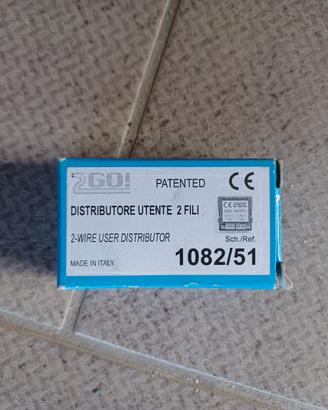 2GO! PATENTED CE
DISTRIBUTORE UTENTE 2 FILI
2-WIRE USER DISTRIBUTOR Sch./Ref.
MADE IN ITALY 1082/51